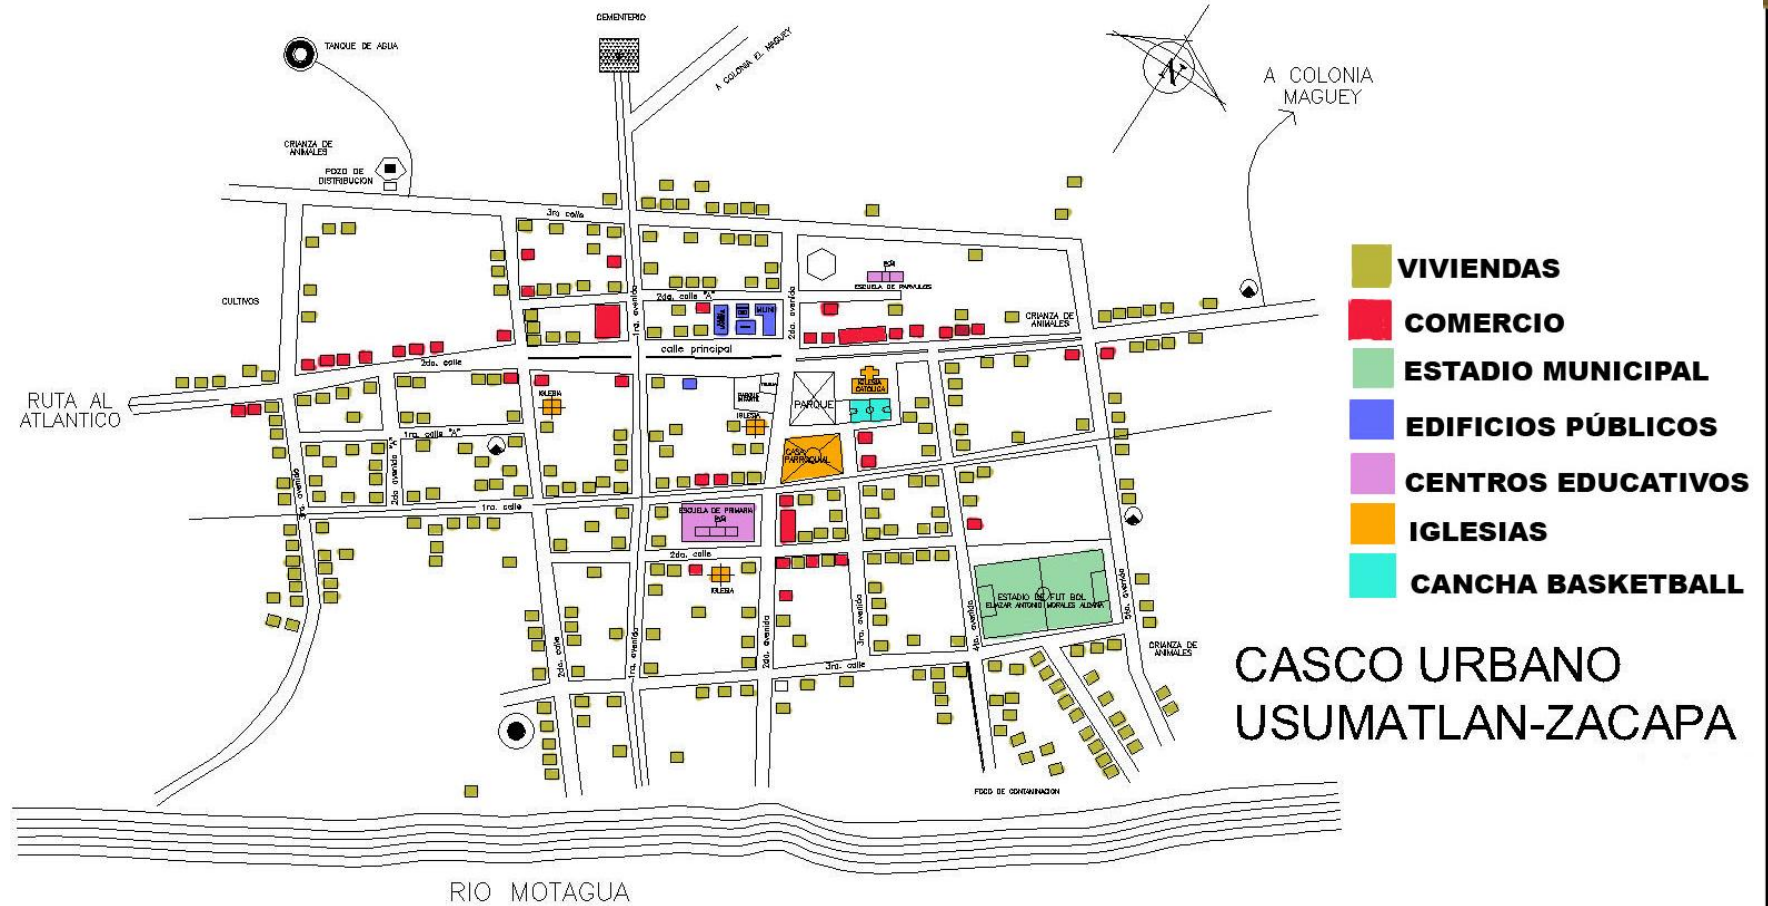 CEMENTERIO
TANQUE DE AGUA
A COLONIA EL MAGUEY
N
A COLONIA
MAGUEY
CRIANZA DE
ANIMALES
POZO DE
DISTRIBUCION
3ra calle
CULTIVOS
1ra. avenida
2da. calle "A"
MUNI
2da. avenida
ESCUELA DE PARVULOS
CRIANZA DE
ANIMALES
calle principal
2da. calle
RUTA AL
ATLANTICO
IGLESIA
IGLESIA
PARQUE
IGLESIA
CATOLICA
CASA
PARROQUIAL
1ra. calle "A"
2da avenida "A"
3ra. avenida
1ra. calle
ESCUELA DE PRIMARIA
2da. calle
IGLESIA
2da. calle
1ra. avenida
2da. avenida
3ra. avenida
4ta. avenida
5ta. avenida
ESTADIO DE FUT BOL
ELIAZAR ANTONIO MORALES ALDANA
3ra. calle
CRIANZA DE
ANIMALES
FOCO DE CONTAMINACION
RIO MOTAGUA
VIVIENDAS
COMERCIO
ESTADIO MUNICIPAL
EDIFICIOS PÚBLICOS
CENTROS EDUCATIVOS
IGLESIAS
CANCHA BASKETBALL
CASCO URBANO
USUMATLAN-ZACAPA